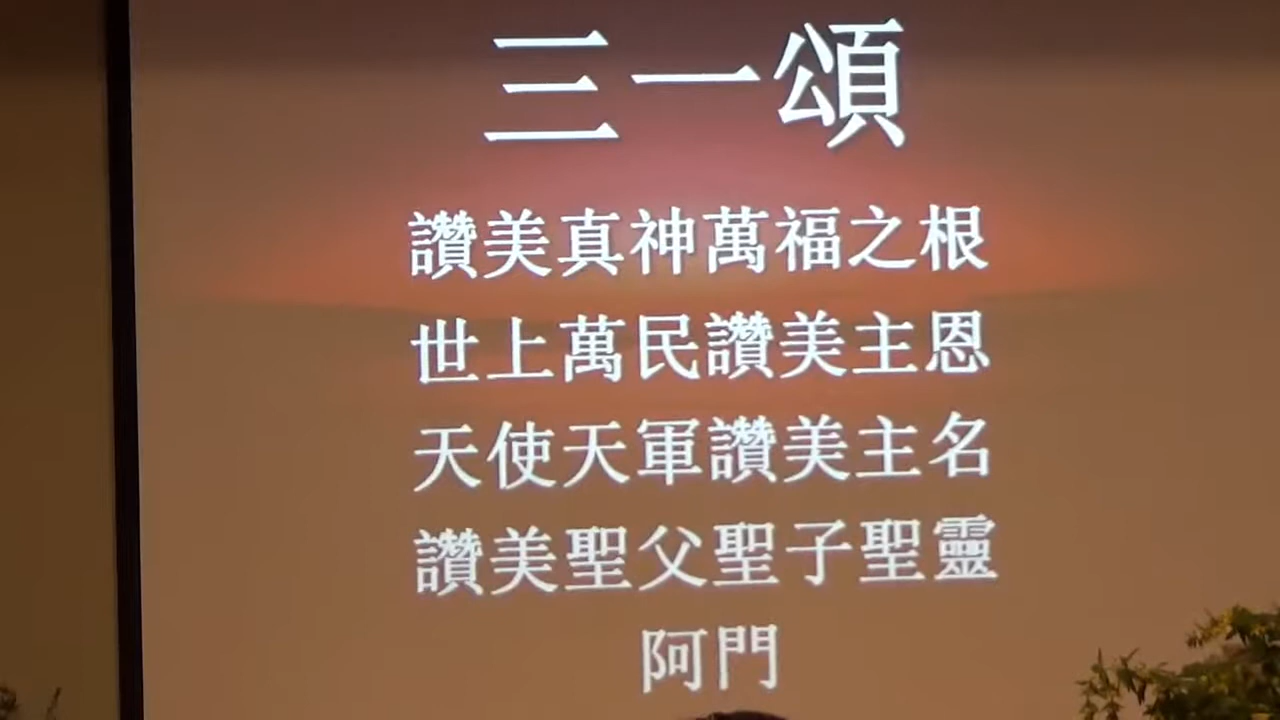 三一頌
讚美真神萬福之根
世上萬民讚美主恩
天使天軍讚美主名
讚美聖父聖子聖靈
阿門